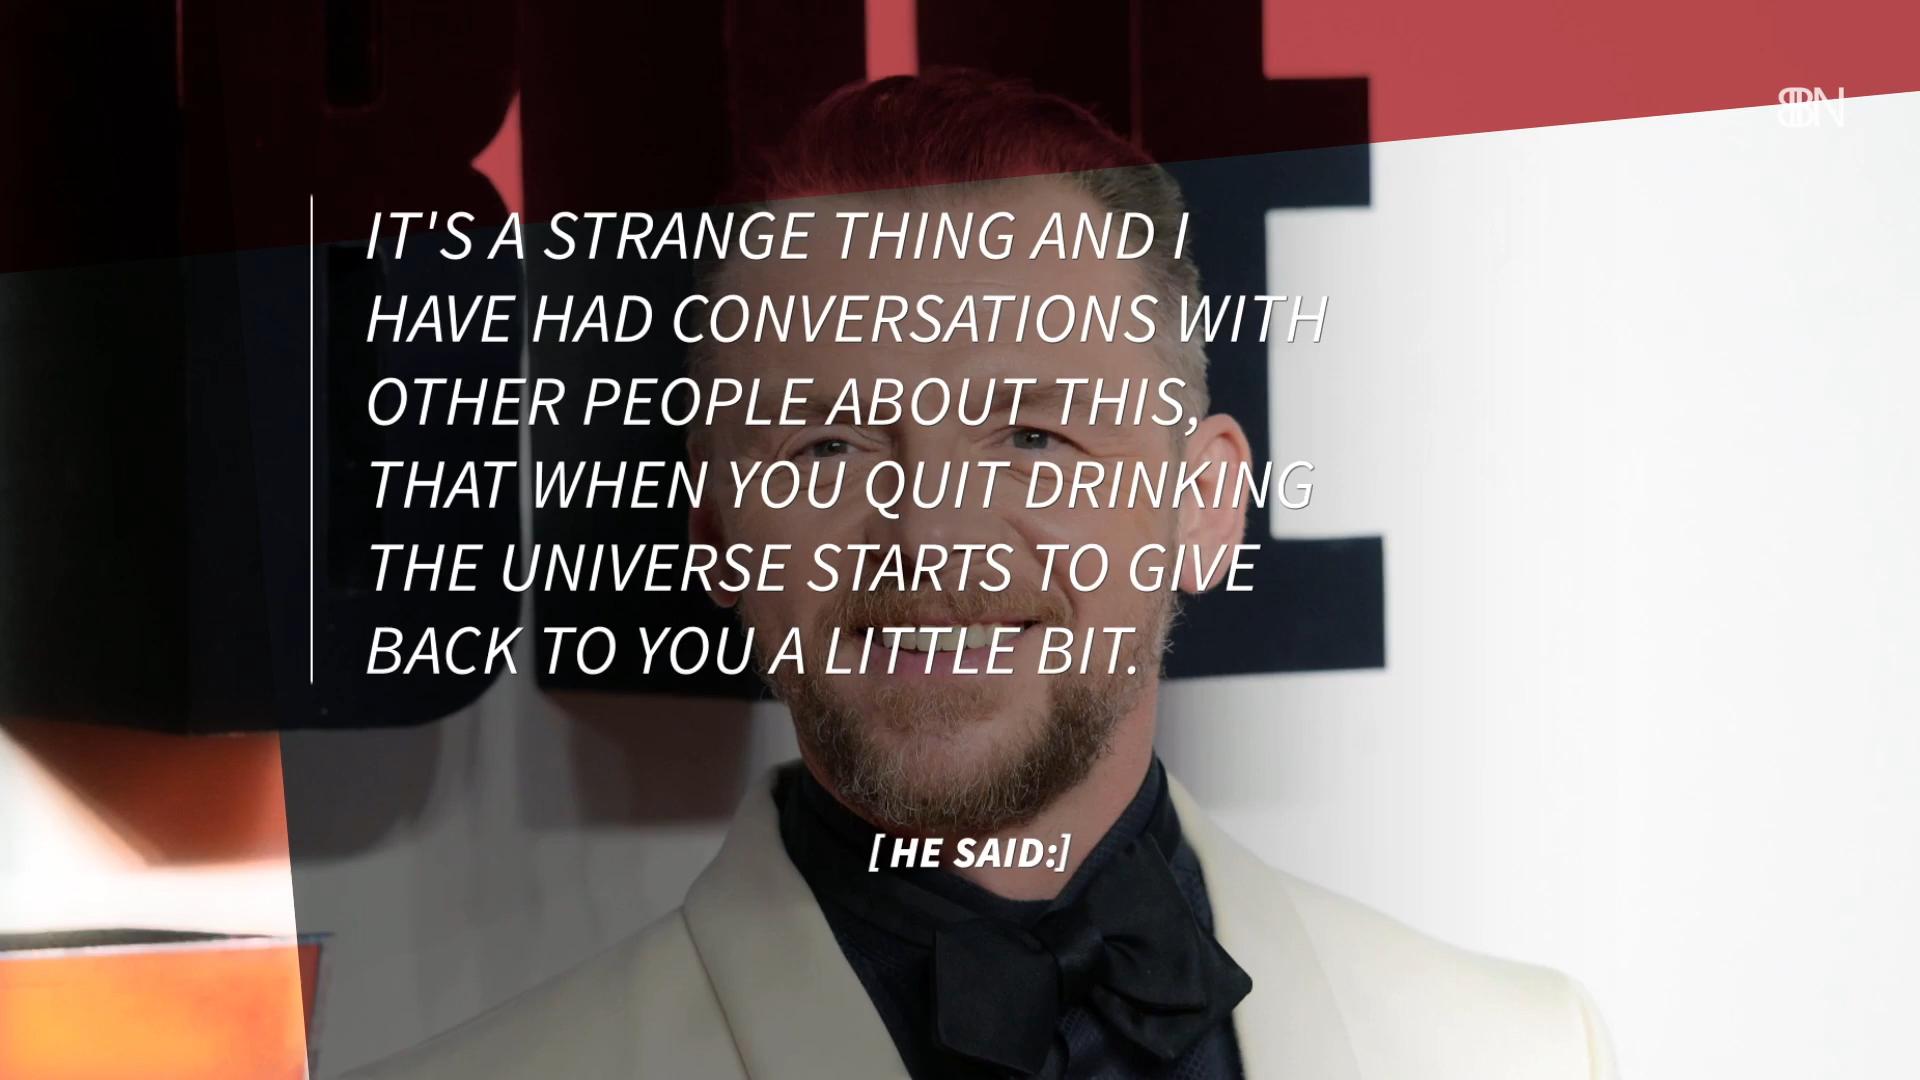 IT'S A STRANGE THING AND I
HAVE HAD CONVERSATIONS WITH
OTHER PEOPLE ABOUT THIS,
THAT WHEN YOU QUIT DRINKING
THE UNIVERSE STARTS TO GIVE
BACK TO YOU A LITTLE BIT.
[HE SAID:]